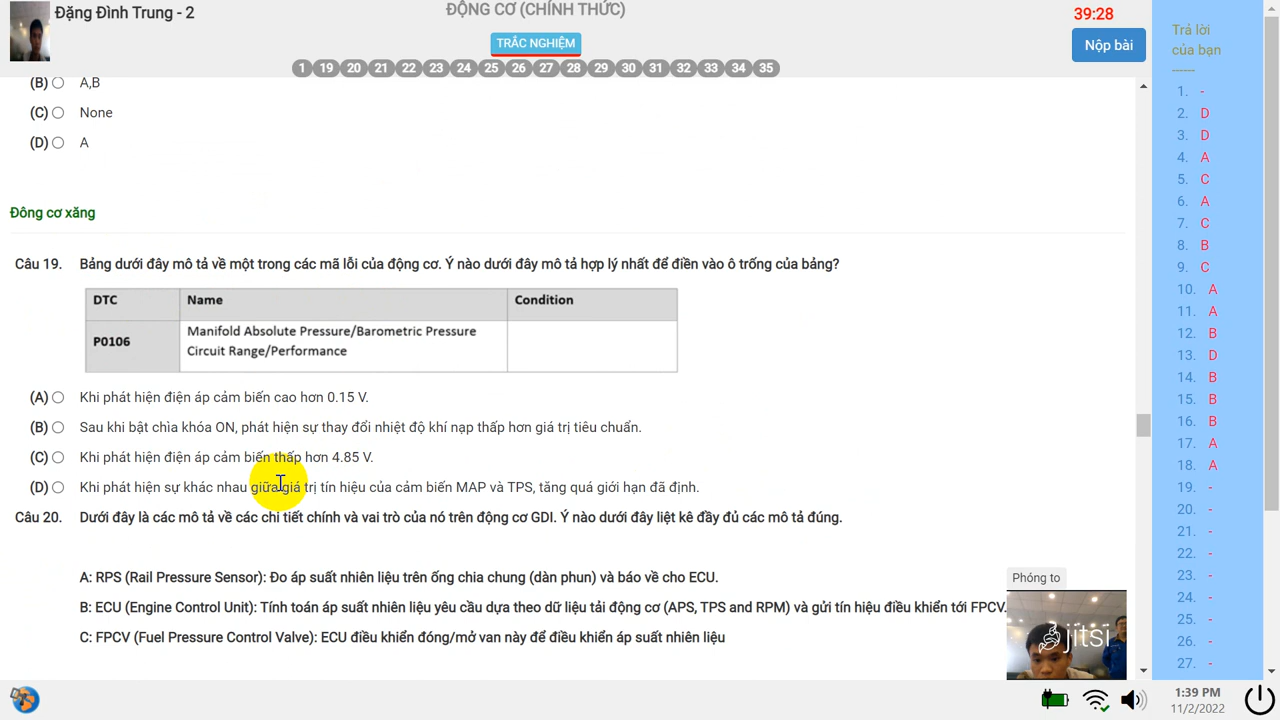 Đặng Đình Trung - 2
ĐỘNG CƠ (CHÍNH THỨC)
TRẮC NGHIỆM
1 19 20 21 22 23 24 25 26 27 28 29 30 31 32 33 34 35
39:28
Nộp bài
(B) A,B
(C) None
(D) A
Đông cơ xăng
Câu 19. Bảng dưới đây mô tả về một trong các mã lỗi của động cơ. Ý nào dưới đây mô tả hợp lý nhất để điền vào ô trống của bảng?
DTC Name Condition
P0106 Manifold Absolute Pressure/Barometric Pressure
Circuit Range/Performance
(A) Khi phát hiện điện áp cảm biến cao hơn 0.15 V.
(B) Sau khi bật chìa khóa ON, phát hiện sự thay đổi nhiệt độ khí nạp thấp hơn giá trị tiêu chuẩn.
(C) Khi phát hiện điện áp cảm biến thấp hơn 4.85 V.
(D) Khi phát hiện sự khác nhau giữa giá trị tín hiệu của cảm biến MAP và TPS, tăng quá giới hạn đã định.
Câu 20. Dưới đây là các mô tả về các chi tiết chính và vai trò của nó trên động cơ GDI. Ý nào dưới đây liệt kê đầy đủ các mô tả đúng.
A: RPS (Rail Pressure Sensor): Đo áp suất nhiên liệu trên ống chia chung (dàn phun) và báo về cho ECU.
B: ECU (Engine Control Unit): Tính toán áp suất nhiên liệu yêu cầu dựa theo dữ liệu tải động cơ (APS, TPS and RPM) và gửi tín hiệu điều khiển tới FPCV.
C: FPCV (Fuel Pressure Control Valve): ECU điều khiển đóng/mở van này để điều khiển áp suất nhiên liệu
Phóng to
jitsi
Trả lời
của bạn
------
1. -
2. D
3. D
4. A
5. C
6. A
7. C
8. B
9. C
10. A
11. A
12. B
13. D
14. B
15. B
16. B
17. A
18. A
19. -
20. -
21. -
22. -
23. -
24. -
25. -
26. -
27. -
1:39 PM
11/2/2022